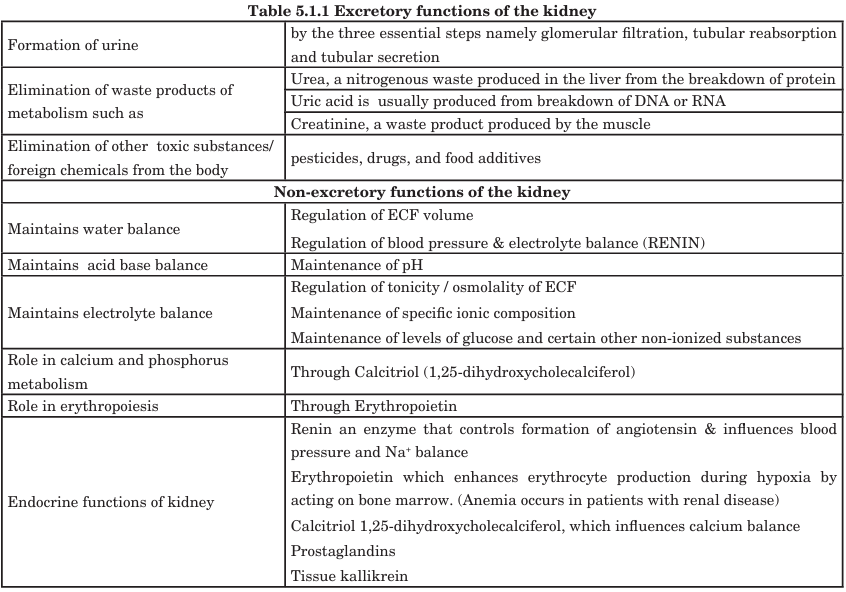 Table 5.1.1 Excretory functions of the kidney
Formation of urine
by the three essential steps namely glomerular filtration, tubular reabsorption
and tubular secretion
Elimination of waste products of
metabolism such as
Urea, a nitrogenous waste produced in the liver from the breakdown of protein
Uric acid is usually produced from breakdown of DNA or RNA
Creatinine, a waste product produced by the muscle
Elimination of other toxic substances/
foreign chemicals from the body
pesticides, drugs, and food additives
Non-excretory functions of the kidney
Maintains water balance
Regulation of ECF volume
Regulation of blood pressure & electrolyte balance (RENIN)
Maintains acid base balance
Maintenance of pH
Maintains electrolyte balance
Regulation of tonicity / osmolality of ECF
Maintenance of specific ionic composition
Maintenance of levels of glucose and certain other non-ionized substances
Role in calcium and phosphorus
metabolism
Through Calcitriol (1,25-dihydroxycholecalciferol)
Role in erythropoiesis
Through Erythropoietin
Endocrine functions of kidney
Renin an enzyme that controls formation of angiotensin & influences blood
pressure and Na⁺ balance
Erythropoietin which enhances erythrocyte production during hypoxia by
acting on bone marrow. (Anemia occurs in patients with renal disease)
Calcitriol 1,25-dihydroxycholecalciferol, which influences calcium balance
Prostaglandins
Tissue kallikrein